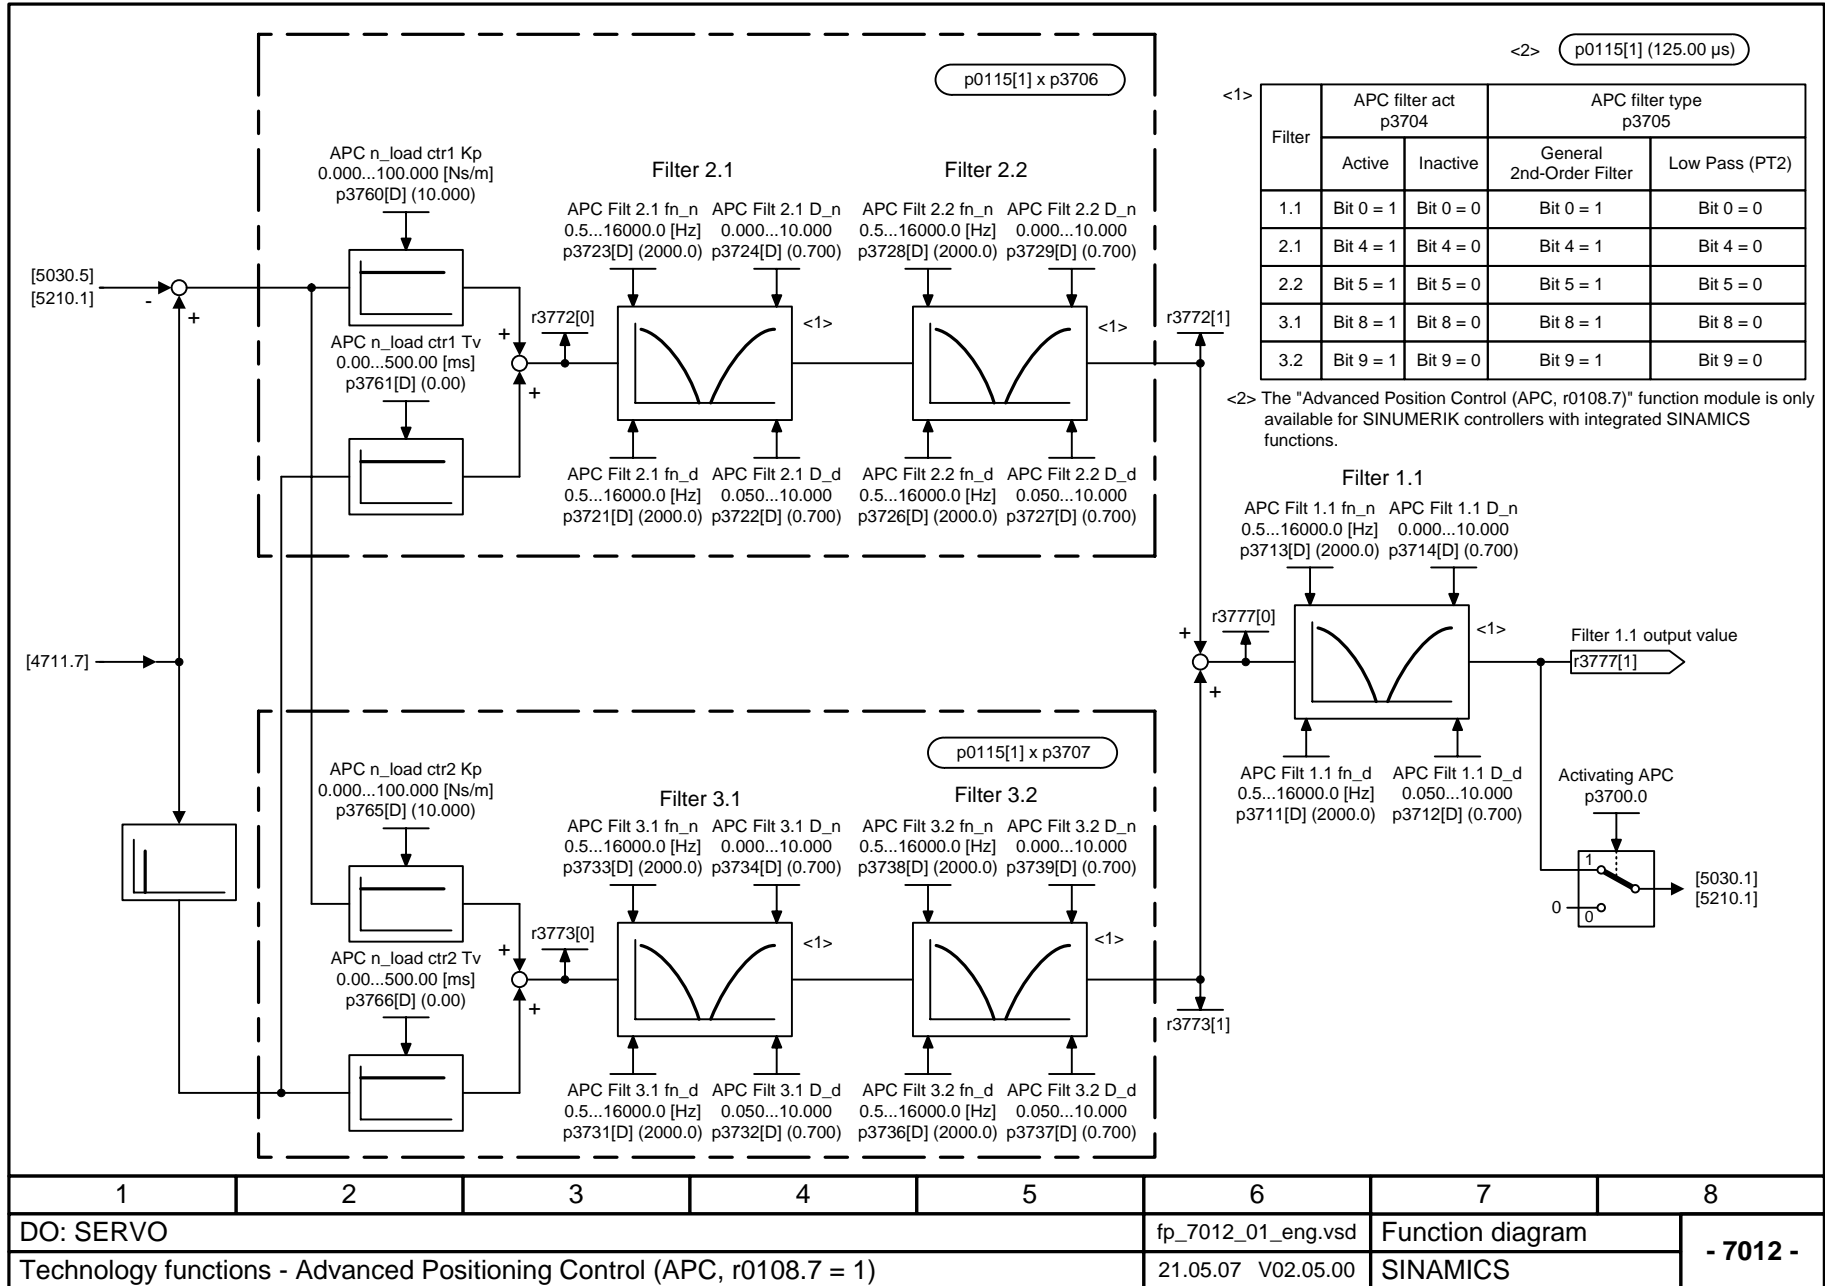 <2> p0115[1] (125.00 µs)
p0115[1] x p3706
<1>
Filter
APC filter act
p3704
APC filter type
p3705
Active Inactive General
2nd-Order Filter
Low Pass (PT2)
1.1 Bit 0 = 1 Bit 0 = 0 Bit 0 = 1 Bit 0 = 0
2.1 Bit 4 = 1 Bit 4 = 0 Bit 4 = 1 Bit 4 = 0
2.2 Bit 5 = 1 Bit 5 = 0 Bit 5 = 1 Bit 5 = 0
3.1 Bit 8 = 1 Bit 8 = 0 Bit 8 = 1 Bit 8 = 0
3.2 Bit 9 = 1 Bit 9 = 0 Bit 9 = 1 Bit 9 = 0
<2> The "Advanced Position Control (APC, r0108.7)" function module is only
available for SINUMERIK controllers with integrated SINAMICS
functions.
APC n_load ctr1 Kp
0.000...100.000 [Ns/m]
p3760[D] (10.000)
Filter 2.1
APC Filt 2.1 fn_n
0.5...16000.0 [Hz]
p3723[D] (2000.0)
APC Filt 2.1 D_n
0.000...10.000
p3724[D] (0.700)
Filter 2.2
APC Filt 2.2 fn_n
0.5...16000.0 [Hz]
p3728[D] (2000.0)
APC Filt 2.2 D_n
0.000...10.000
p3729[D] (0.700)
[5030.5]
[5210.1]
-
+
+
r3772[0]
<1>
<1>
r3772[1]
APC n_load ctr1 Tv
0.00...500.00 [ms]
p3761[D] (0.00)
+
APC Filt 2.1 fn_d
0.5...16000.0 [Hz]
p3721[D] (2000.0)
APC Filt 2.1 D_d
0.050...10.000
p3722[D] (0.700)
APC Filt 2.2 fn_d
0.5...16000.0 [Hz]
p3726[D] (2000.0)
APC Filt 2.2 D_d
0.050...10.000
p3727[D] (0.700)
Filter 1.1
APC Filt 1.1 fn_n
0.5...16000.0 [Hz]
p3713[D] (2000.0)
APC Filt 1.1 D_n
0.000...10.000
p3714[D] (0.700)
[4711.7]
+
r3777[0]
+
<1>
Filter 1.1 output value
r3777[1]
APC Filt 1.1 fn_d
0.5...16000.0 [Hz]
p3711[D] (2000.0)
APC Filt 1.1 D_d
0.050...10.000
p3712[D] (0.700)
Activating APC
p3700.0
1
0
0
[5030.1]
[5210.1]
p0115[1] x p3707
APC n_load ctr2 Kp
0.000...100.000 [Ns/m]
p3765[D] (10.000)
Filter 3.1
APC Filt 3.1 fn_n
0.5...16000.0 [Hz]
p3733[D] (2000.0)
APC Filt 3.1 D_n
0.000...10.000
p3734[D] (0.700)
Filter 3.2
APC Filt 3.2 fn_n
0.5...16000.0 [Hz]
p3738[D] (2000.0)
APC Filt 3.2 D_n
0.000...10.000
p3739[D] (0.700)
+
r3773[0]
<1>
<1>
APC n_load ctr2 Tv
0.00...500.00 [ms]
p3766[D] (0.00)
+
r3773[1]
APC Filt 3.1 fn_d
0.5...16000.0 [Hz]
p3731[D] (2000.0)
APC Filt 3.1 D_d
0.050...10.000
p3732[D] (0.700)
APC Filt 3.2 fn_d
0.5...16000.0 [Hz]
p3736[D] (2000.0)
APC Filt 3.2 D_d
0.050...10.000
p3737[D] (0.700)
1 2 3 4 5 6 7 8
DO: SERVO fp_7012_01_eng.vsd Function diagram
- 7012 -
Technology functions - Advanced Positioning Control (APC, r0108.7 = 1) 21.05.07 V02.05.00 SINAMICS